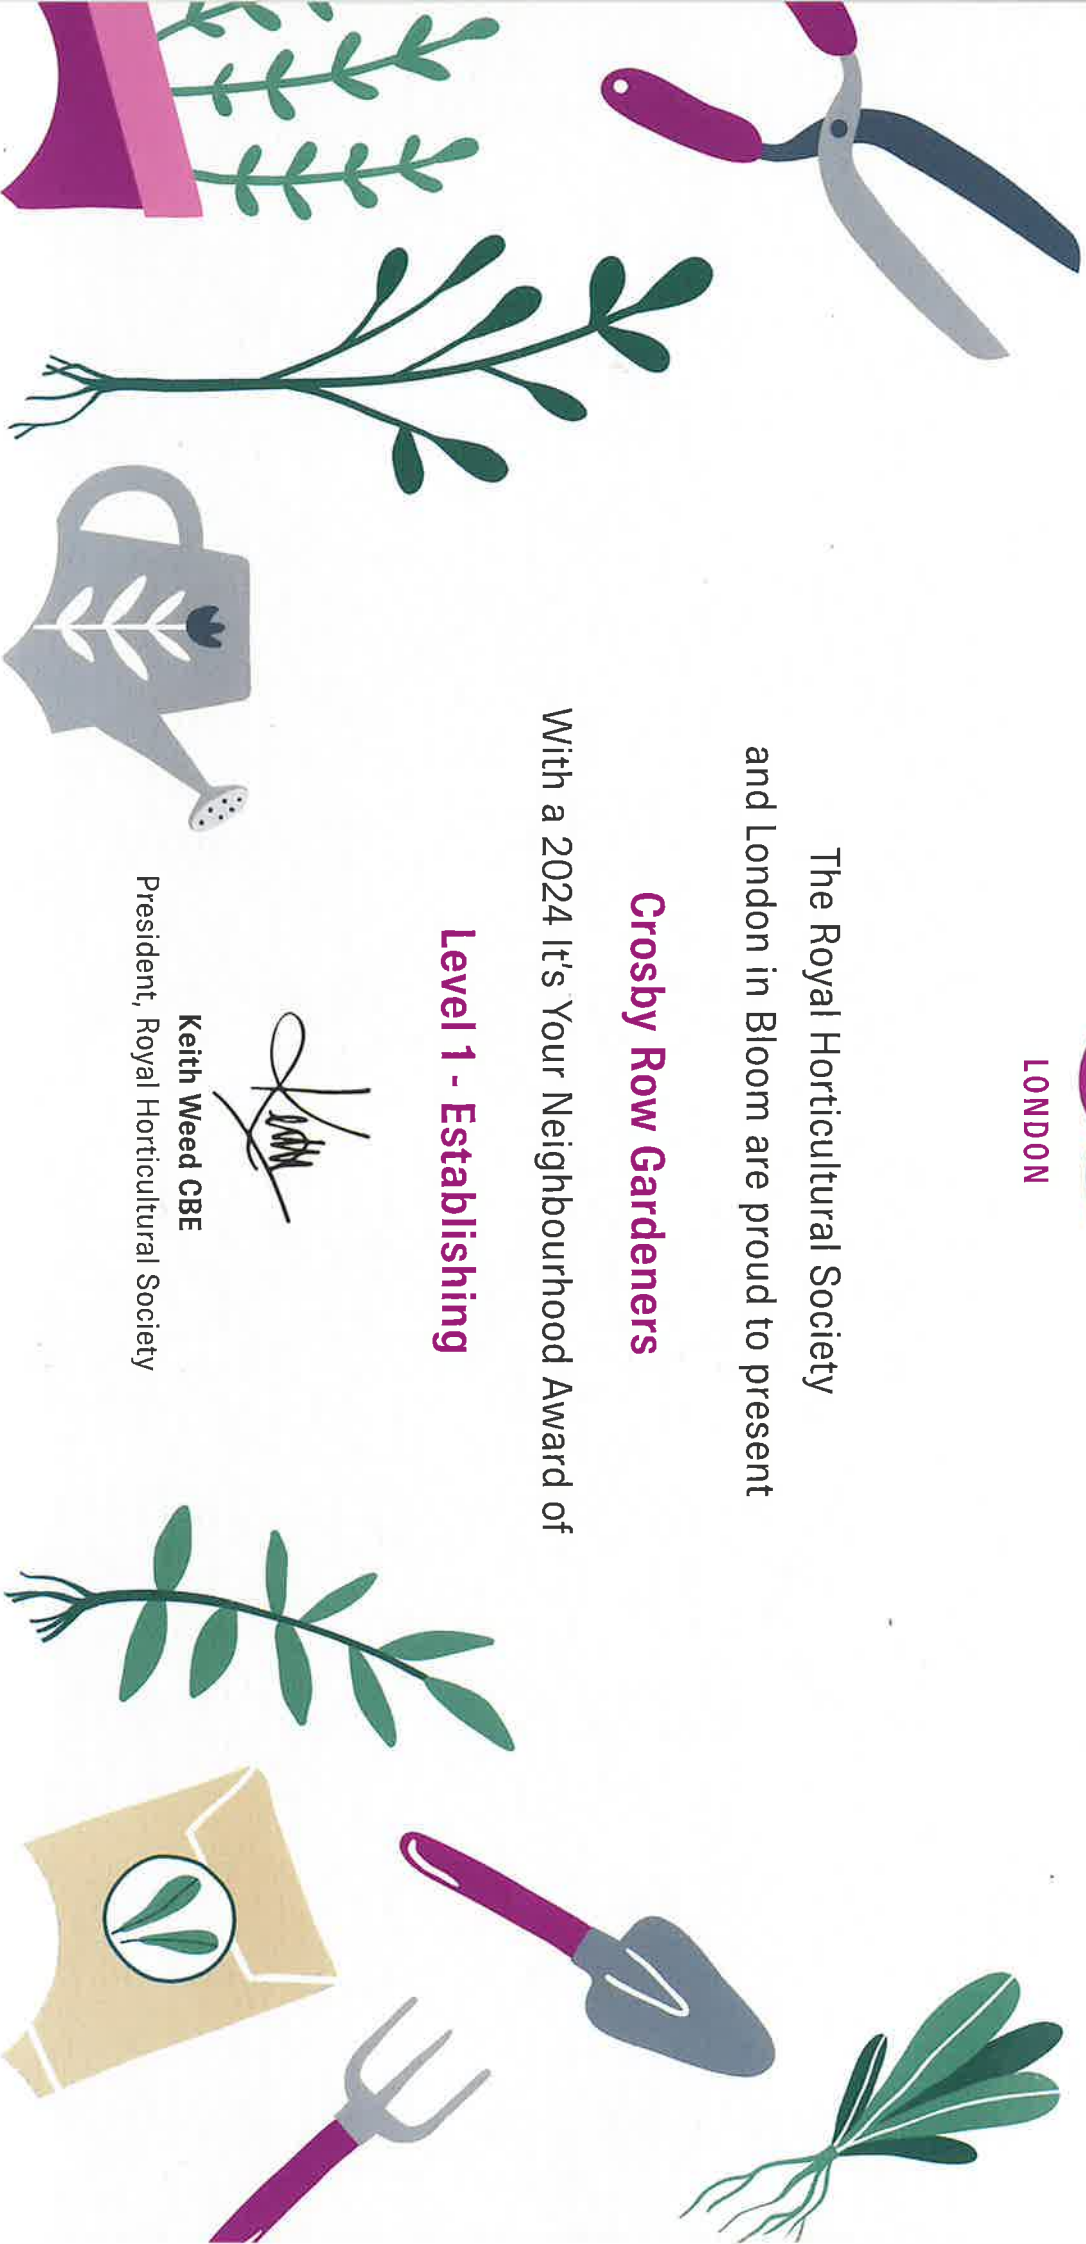 LONDON
The Royal Horticultural Society
and London in Bloom are proud to present
Crosby Row Gardeners
With a 2024 It's Your Neighbourhood Award of
Level 1 - Establishing
Keith Weed CBE
President, Royal Horticultural Society